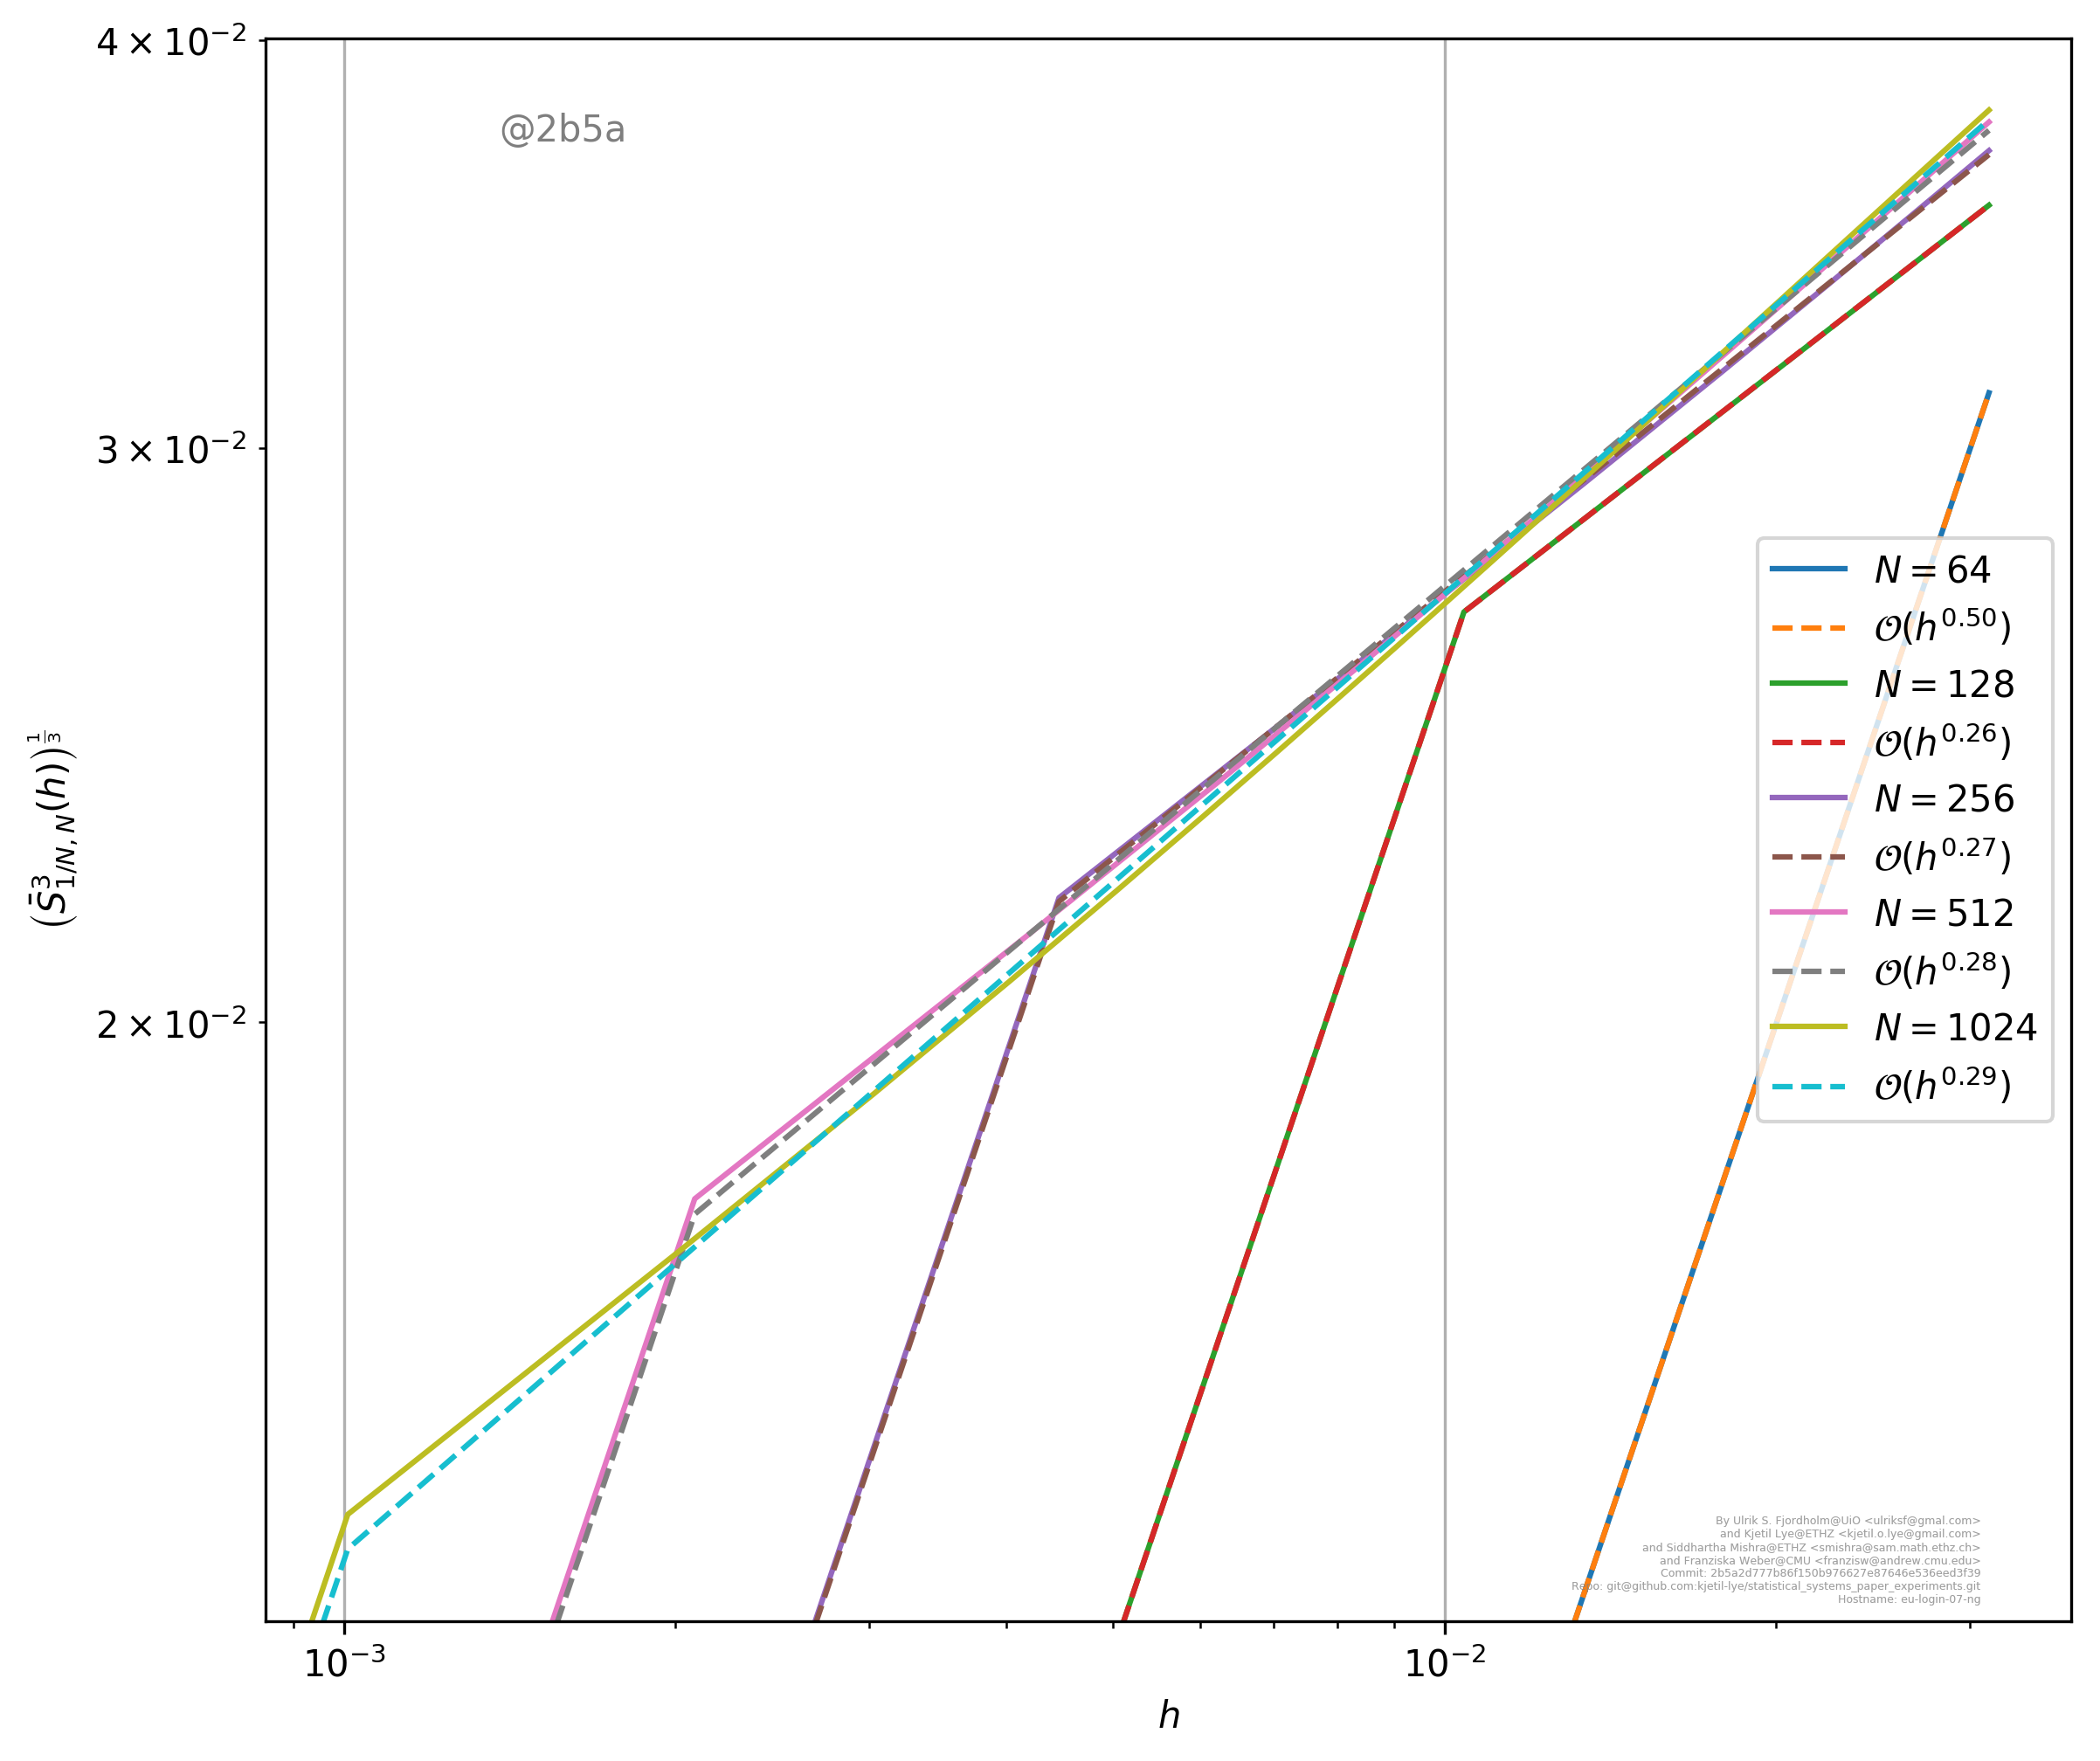 4 × 10⁻²
@2b5a
3 × 10⁻²
2 × 10⁻²
(S̄³₁/N, N(h))^(1/3)
N = 64
𝒪(h^0.50)
N = 128
𝒪(h^0.26)
N = 256
𝒪(h^0.27)
N = 512
𝒪(h^0.28)
N = 1024
𝒪(h^0.29)
By Ulrik S. Fjordholm@UiO <ulriksf@gmal.com>
and Kjetil Lye@ETHZ <kjetil.o.lye@gmail.com>
and Siddhartha Mishra@ETHZ <smishra@sam.math.ethz.ch>
and Franziska Weber@CMU <franzisw@andrew.cmu.edu>
Commit: 2b5a2d777b86f150b976627e87646e536eed3f39
Repo: git@github.com:kjetil-lye/statistical_systems_paper_experiments.git
Hostname: eu-login-07-ng
10⁻³
10⁻²
h